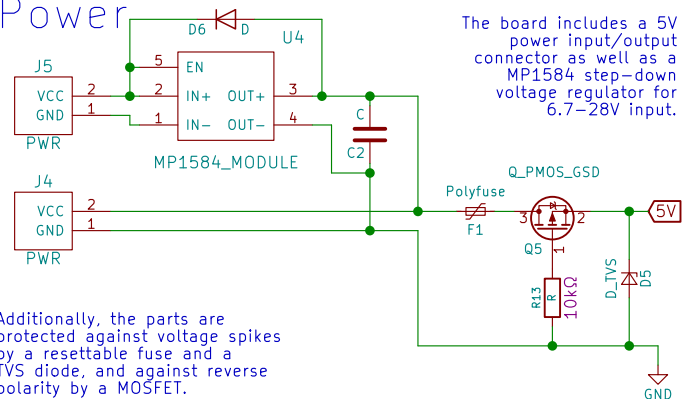 Power
The board includes a 5V
power input/output
connector as well as a
MP1584 step-down
voltage regulator for
6.7-28V input.
D6 D
U4
J5
VCC 2
GND 1
PWR
5 EN
2 IN+ OUT+ 3
1 IN- OUT- 4
MP1584_MODULE
C
C2
J4
VCC 2
GND 1
PWR
Polyfuse
F1
Q_PMOS_GSD
3 2
Q5 1
5V
R13 R 10kΩ
D_TVS D5
GND
Additionally, the parts are
protected against voltage spikes
by a resettable fuse and a
TVS diode, and against reverse
polarity by a MOSFET.